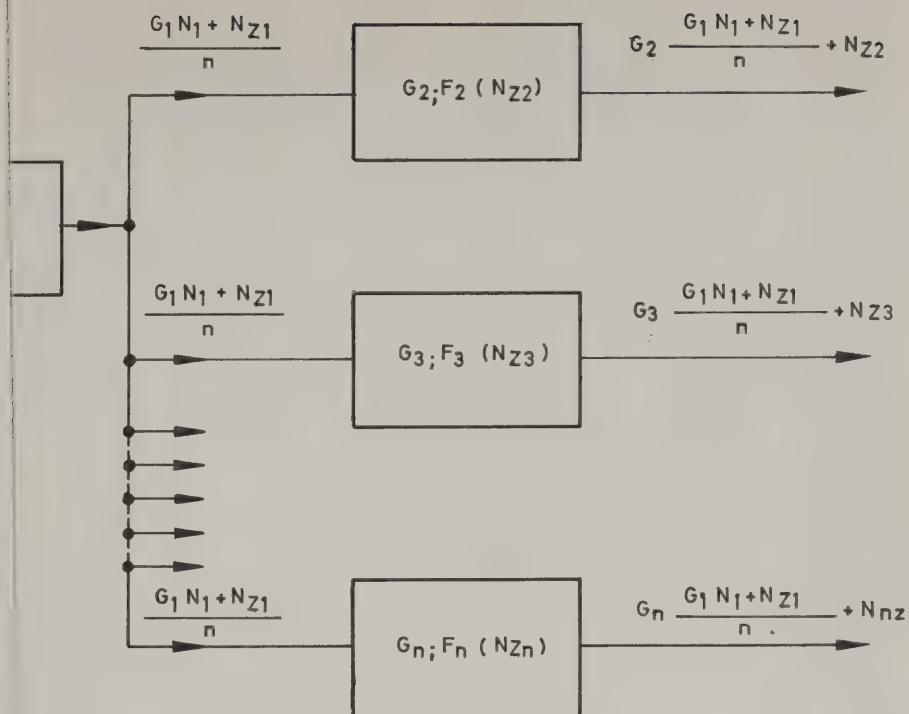 G1 N1 + NZ1
n
G2; F2 ( NZ2 )
G2 G1 N1 + NZ1 + NZ2
n
G1 N1 + NZ1
n
G3; F3 ( NZ3 )
G3 G1 N1 + NZ1 + NZ3
n
G1 N1 + NZ1
n
Gn; Fn ( NZn )
Gn G1 N1 + NZ1 + Nnz
n